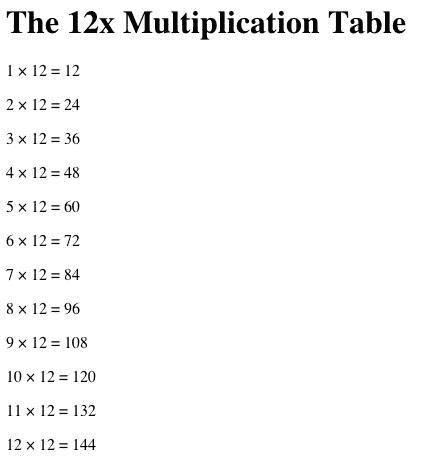 The 12x Multiplication Table
1 × 12 = 12
2 × 12 = 24
3 × 12 = 36
4 × 12 = 48
5 × 12 = 60
6 × 12 = 72
7 × 12 = 84
8 × 12 = 96
9 × 12 = 108
10 × 12 = 120
11 × 12 = 132
12 × 12 = 144